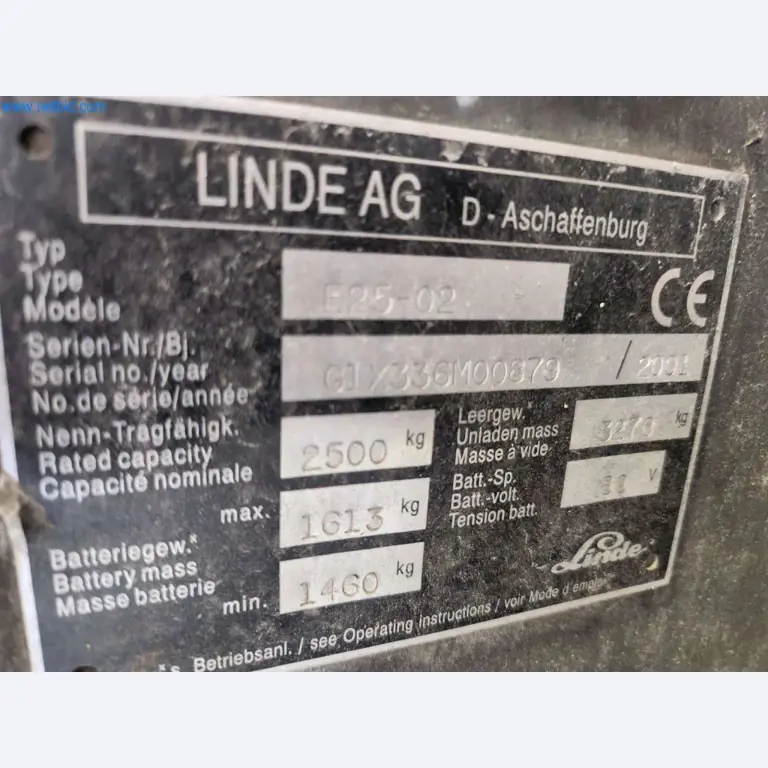 LINDE AG D - Aschaffenburg
Typ
Type
Modèle
E25-02
CE
Serien-Nr./Bj.
Serial no./year
No.de série/année
/ 2001
Nenn-Tragfähigk.
Rated capacity
Capacité nominale
2500 kg
Leergew.*
Unladen mass
Masse à vide
kg
Batteriegew.*
Battery mass
Masse batterie
max. 1613 kg
min. 1460 kg
Batt.-Sp.
Batt.-volt.
Tension batt.
V
Linde
*s. Betriebsanl. / see Operating instructions / voir Mode d'emploi